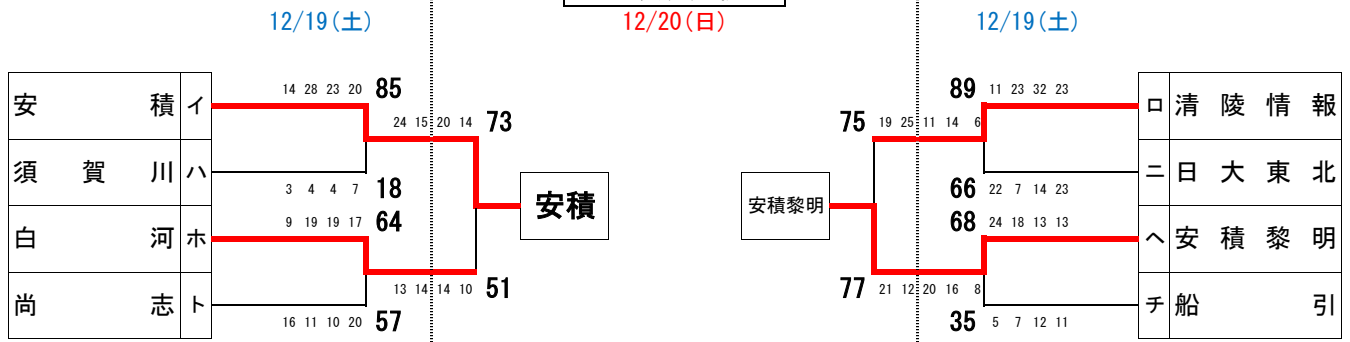 12/19(土) 12/20(日) 12/19(土)
14 28 23 20 85 89 11 23 32 23
安積 イ ロ 清陵情報
24 15 20 14 73 75 19 25 11 14 6
須賀川 ハ ニ 日大東北
3 4 4 7 18 66 22 7 14 23
安積 安積黎明
9 19 19 17 64 68 24 18 13 13
白河 ホ ヘ 安積黎明
13 14 14 10 51 77 21 12 20 16 8
尚志 ト チ 船引
16 11 10 20 57 35 5 7 12 11